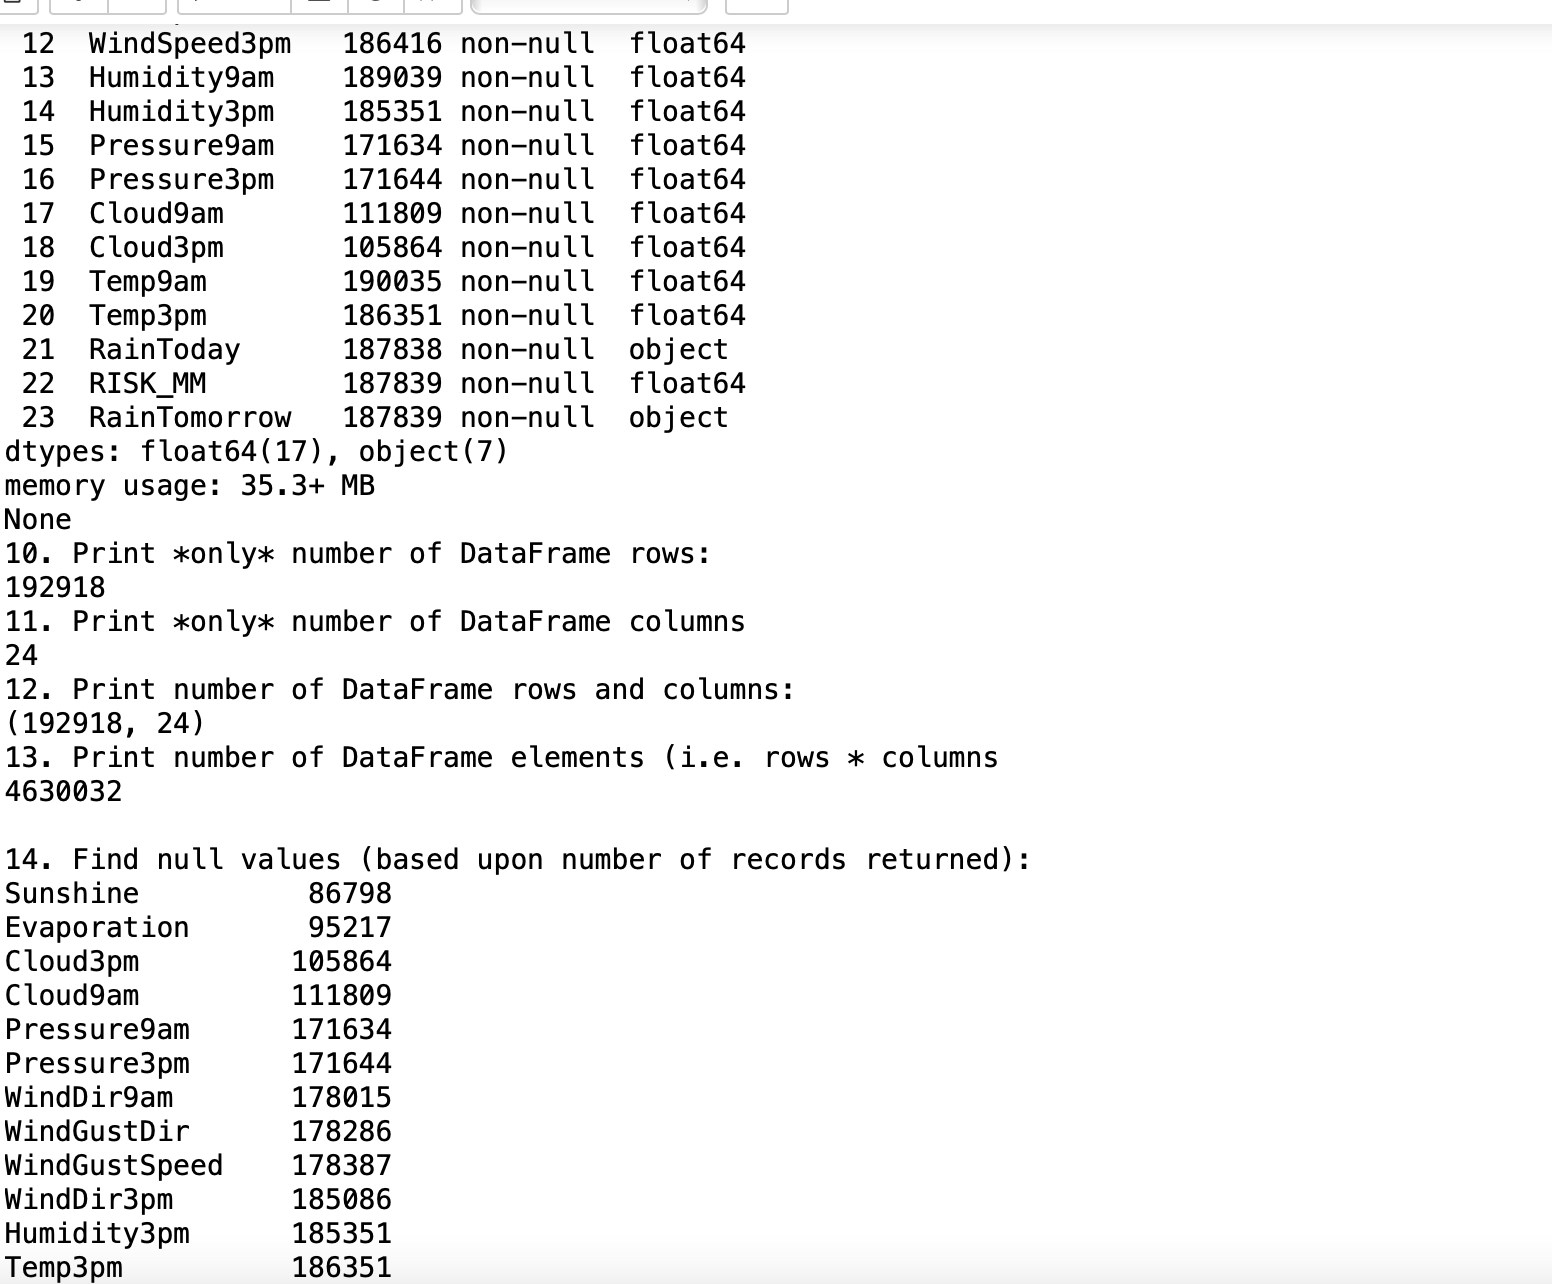 12  WindSpeed3pm   186416 non-null  float64
13  Humidity9am    189039 non-null  float64
14  Humidity3pm    185351 non-null  float64
15  Pressure9am    171634 non-null  float64
16  Pressure3pm    171644 non-null  float64
17  Cloud9am       111809 non-null  float64
18  Cloud3pm       105864 non-null  float64
19  Temp9am        190035 non-null  float64
20  Temp3pm        186351 non-null  float64
21  RainToday      187838 non-null  object
22  RISK_MM        187839 non-null  float64
23  RainTomorrow   187839 non-null  object
dtypes: float64(17), object(7)
memory usage: 35.3+ MB
None
10. Print *only* number of DataFrame rows:
192918
11. Print *only* number of DataFrame columns
24
12. Print number of DataFrame rows and columns:
(192918, 24)
13. Print number of DataFrame elements (i.e. rows * columns
4630032
14. Find null values (based upon number of records returned):
Sunshine          86798
Evaporation       95217
Cloud3pm         105864
Cloud9am         111809
Pressure9am      171634
Pressure3pm      171644
WindDir9am       178015
WindGustDir      178286
WindGustSpeed    178387
WindDir3pm       185086
Humidity3pm      185351
Temp3pm          186351